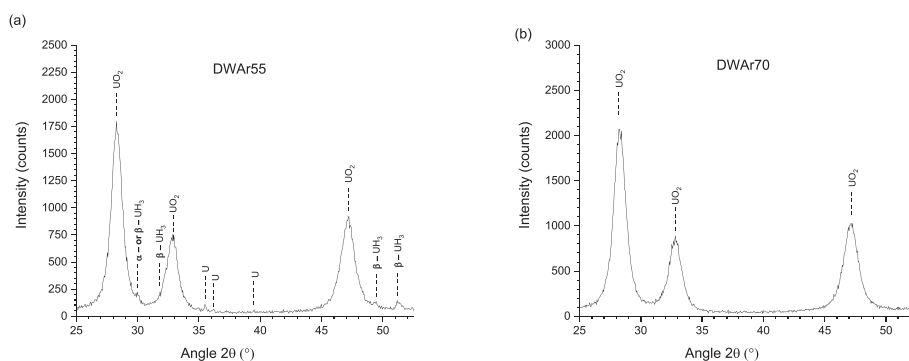 (a)
DWAr55
Intensity (counts)
2500
2250
2000
1750
1500
1250
1000
750
500
250
0
UO₂
α or β - UH₃
β - UH₃
UO₂
U
U
U
UO₂
β - UH₃
β - UH₃
25 30 35 40 45 50
Angle 2θ (°)
(b)
DWAr70
Intensity (counts)
3000
2500
2000
1500
1000
500
0
UO₂
UO₂
UO₂
25 30 35 40 45 50
Angle 2θ (°)